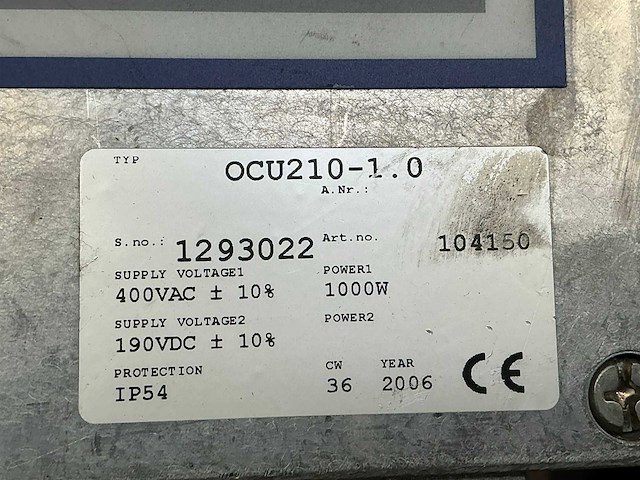 TYP OCU210-1.0
A.Nr.:
S.no.: 1293022 Art.no. 104150
SUPPLY VOLTAGE1 POWER1
400VAC ± 10% 1000W
SUPPLY VOLTAGE2 POWER2
190VDC ± 10%
PROTECTION CW YEAR
IP54 36 2006 CE